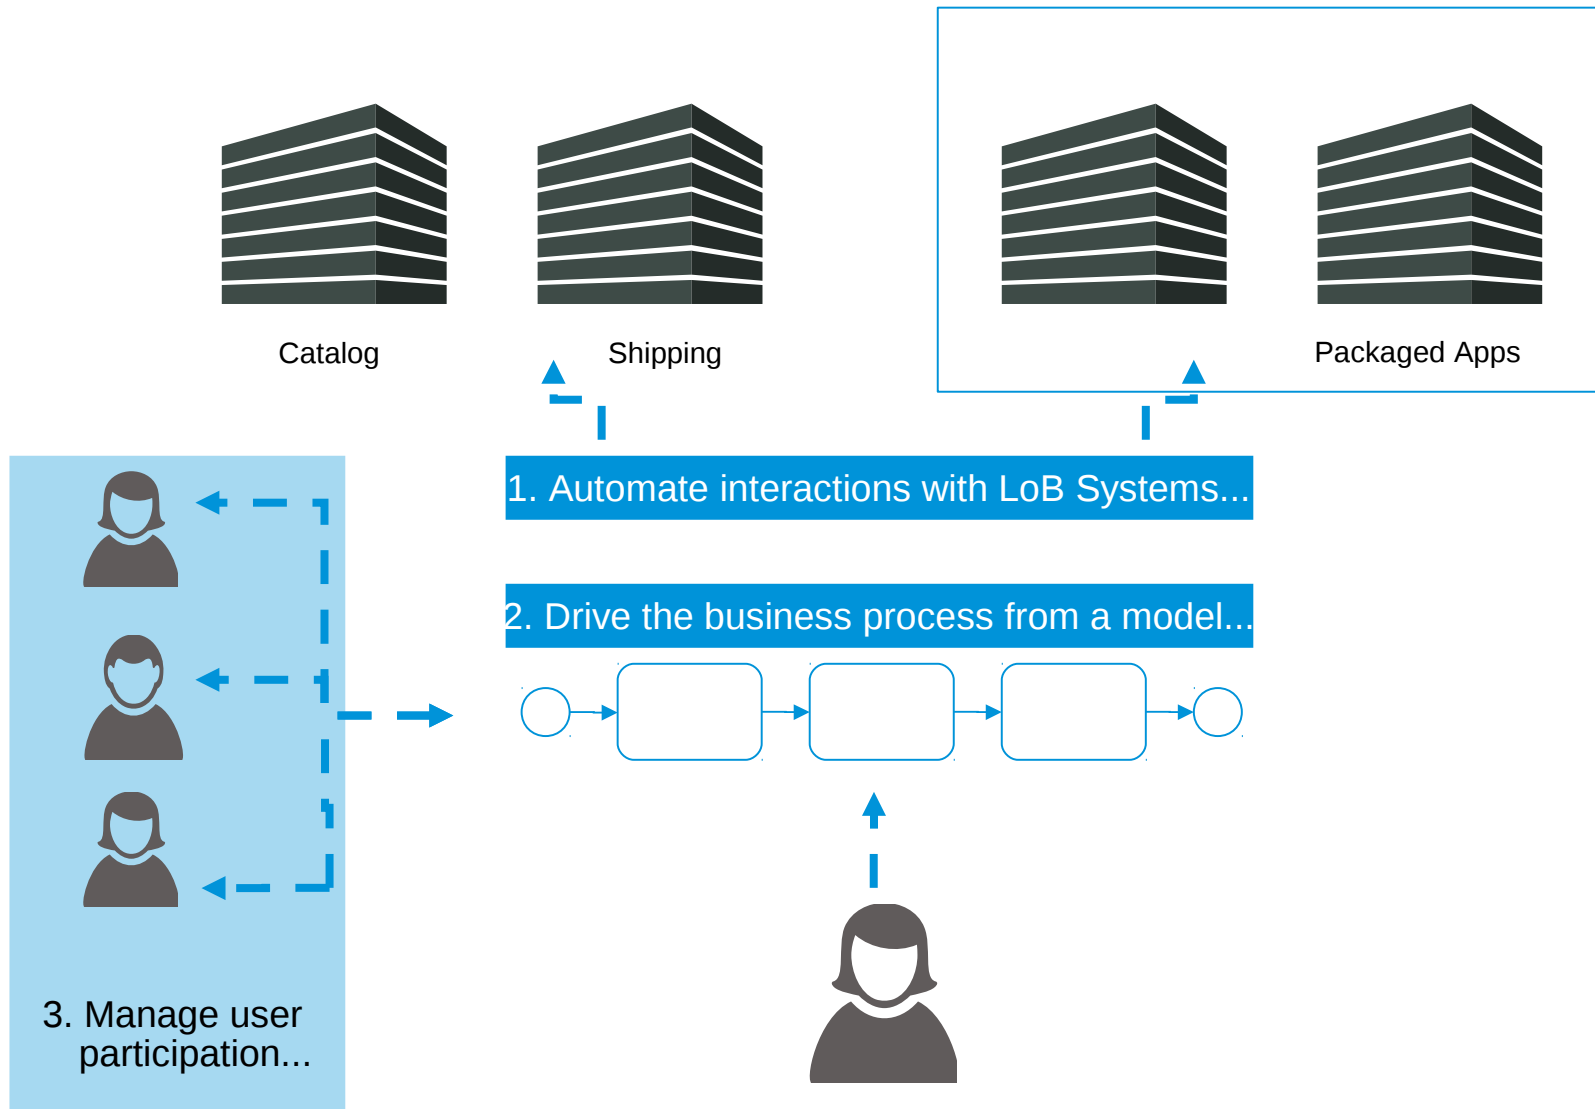 Catalog
Shipping
Packaged Apps
1. Automate interactions with LoB Systems...
2. Drive the business process from a model...
3. Manage user
participation...